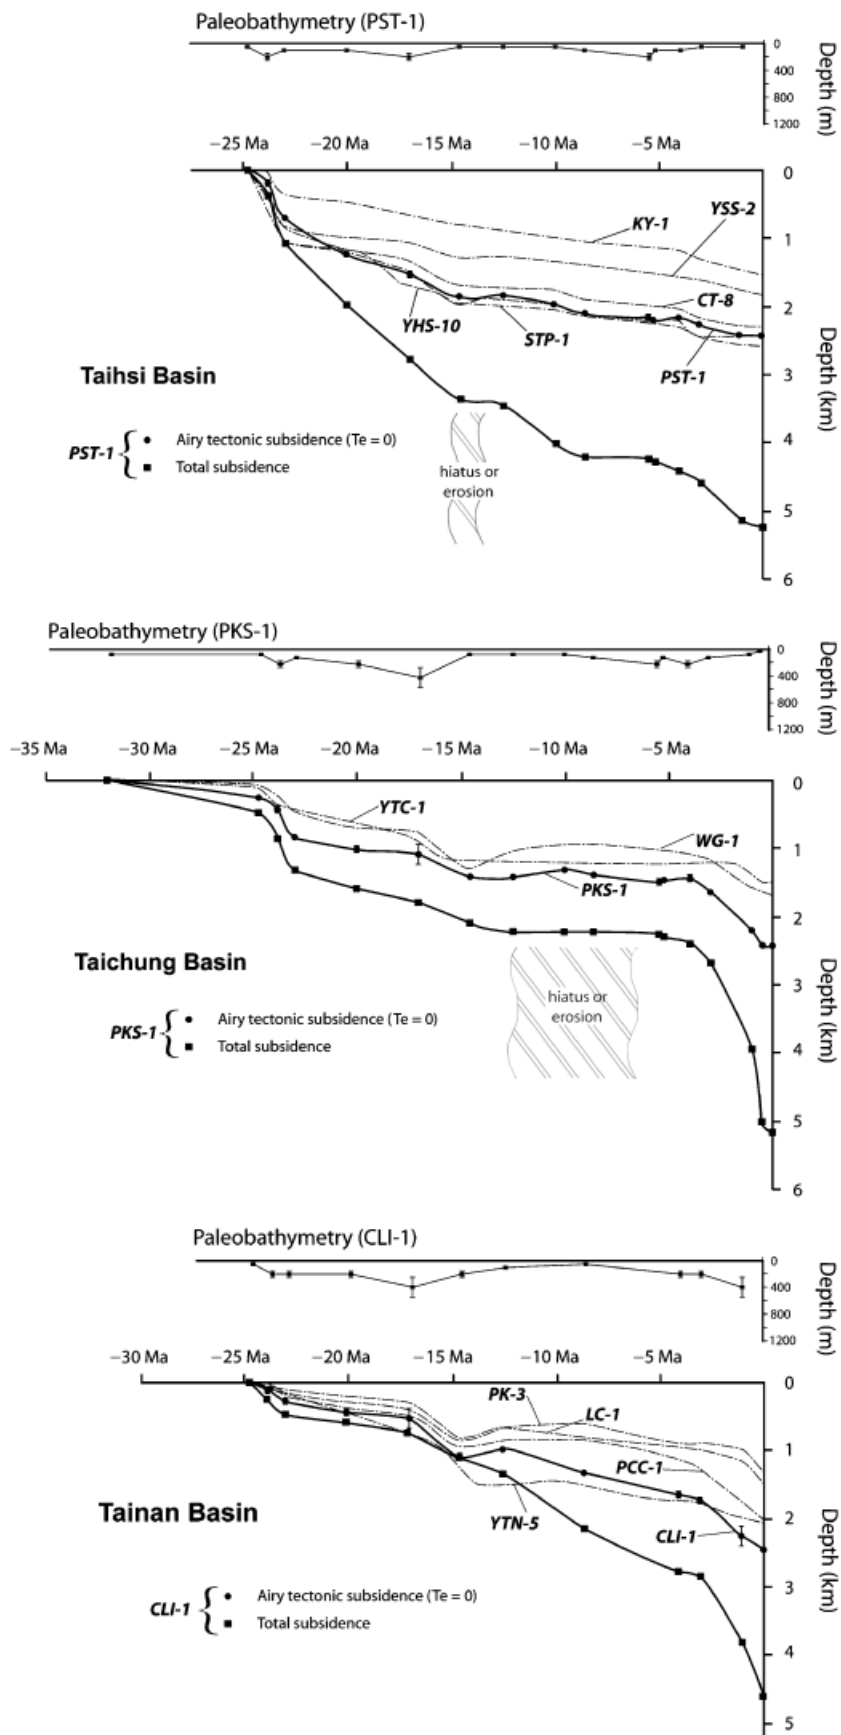 Paleobathymetry (PST-1)
0
400
800
1200
Depth (m)
−25 Ma −20 Ma −15 Ma −10 Ma −5 Ma
0
KY-1
YSS-2
1
CT-8
2
YHS-10
STP-1
PST-1
Depth (km)
3
Taihsi Basin
4
PST-1 { Airy tectonic subsidence (Te = 0)
Total subsidence
hiatus or
erosion
5
6
Paleobathymetry (PKS-1)
0
400
800
1200
Depth (m)
−35 Ma −30 Ma −25 Ma −20 Ma −15 Ma −10 Ma −5 Ma
0
YTC-1
WG-1
1
PKS-1
2
Taichung Basin
3
Depth (km)
hiatus or
erosion
PKS-1 { Airy tectonic subsidence (Te = 0)
Total subsidence
4
5
6
Paleobathymetry (CLI-1)
0
400
800
1200
Depth (m)
−30 Ma −25 Ma −20 Ma −15 Ma −10 Ma −5 Ma
0
PK-3
LC-1
1
PCC-1
YTN-5
CLI-1
2
Tainan Basin
Depth (km)
3
CLI-1 { Airy tectonic subsidence (Te = 0)
Total subsidence
4
5